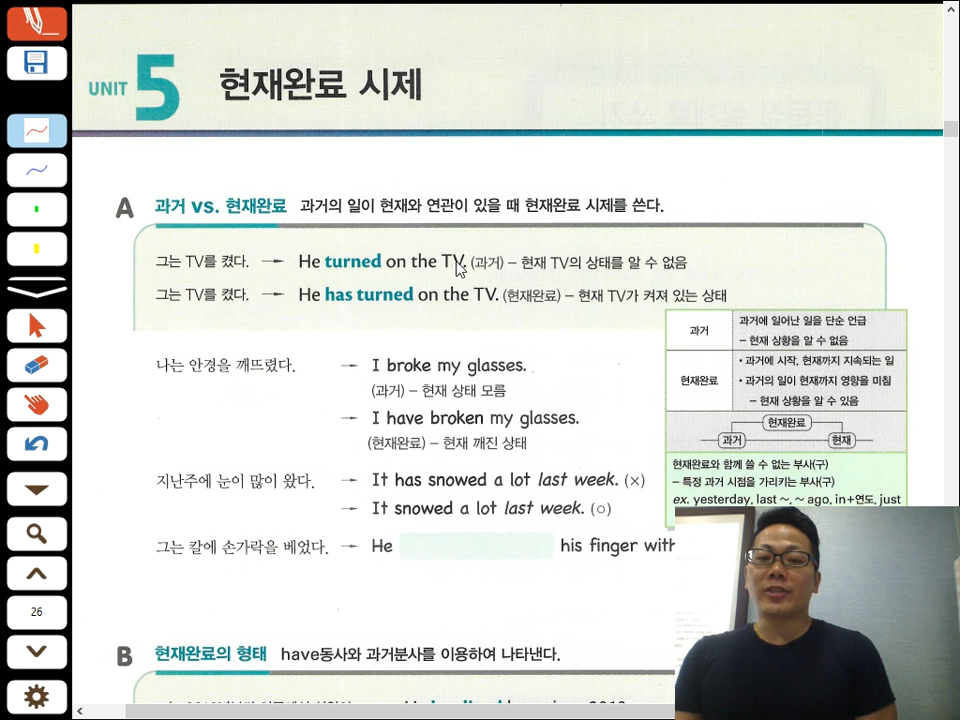 UNIT 5 현재완료 시제
A 과거 vs. 현재완료 과거의 일이 현재와 연관이 있을 때 현재완료 시제를 쓴다.
그는 TV를 켰다. → He turned on the TV. (과거) – 현재 TV의 상태를 알 수 없음
그는 TV를 켰다. → He has turned on the TV. (현재완료) – 현재 TV가 켜져 있는 상태
나는 안경을 깨뜨렸다. → I broke my glasses.
(과거) – 현재 상태 모름
→ I have broken my glasses.
(현재완료) – 현재 깨진 상태
지난주에 눈이 많이 왔다. → It has snowed a lot last week. (×)
→ It snowed a lot last week. (○)
그는 칼에 손가락을 베었다. → He his finger with
과거 과거에 일어난 일을 단순 언급
– 현재 상황을 알 수 없음
현재완료 • 과거에 시작, 현재까지 지속되는 일
• 과거의 일이 현재까지 영향을 미침
– 현재 상황을 알 수 있음
현재완료
과거 현재
현재완료와 함께 쓸 수 없는 부사(구)
– 특정 과거 시점을 가리키는 부사(구)
ex. yesterday, last ~, ~ ago, in+연도, just
B 현재완료의 형태 have동사와 과거분사를 이용하여 나타낸다.
26